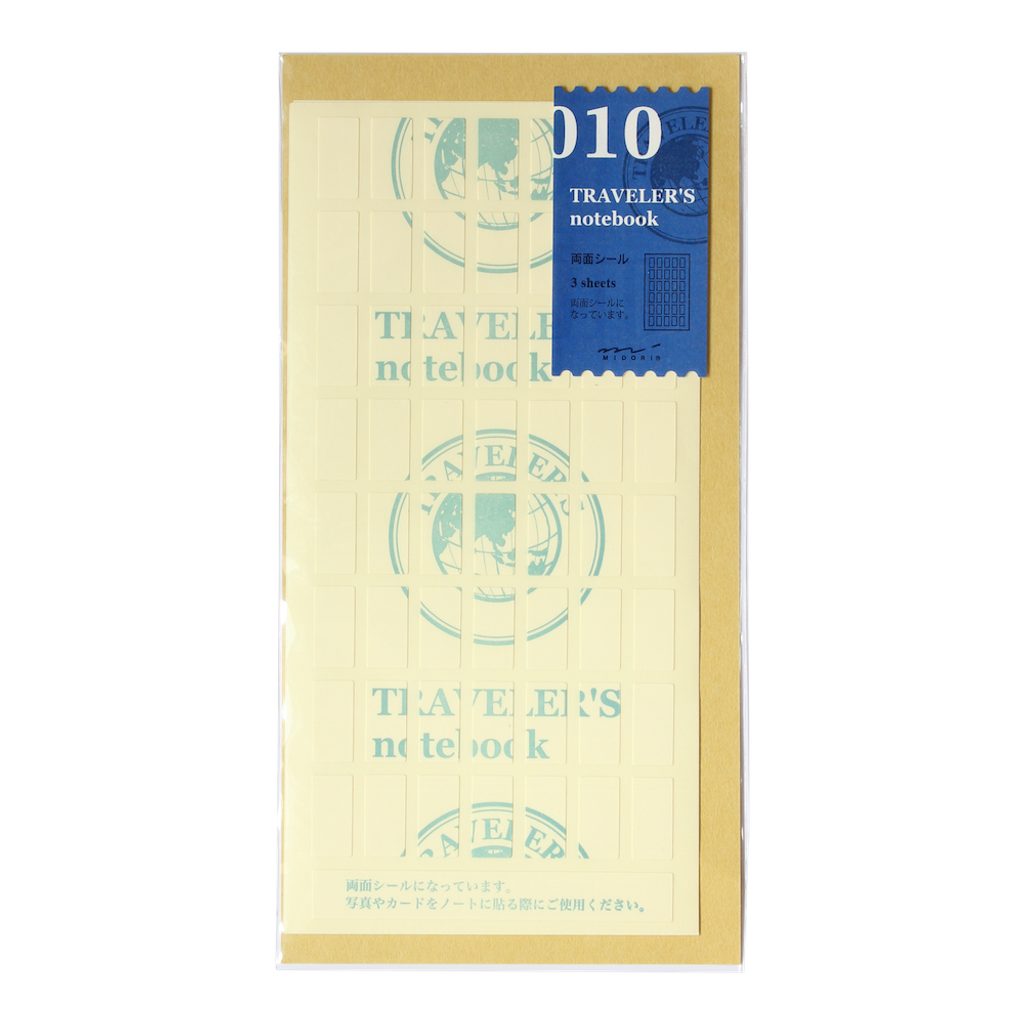 010
TRAVELER'S
notebook
両面シール
3 sheets
両面シールに
なっています。
MIDORI
TRAVELER'S
notebook
TRAVELER'S
TRAVELER'S
notebook
TRAVELER'S
両面シールになっています。
写真やカードをノートに貼る際にご使用ください。